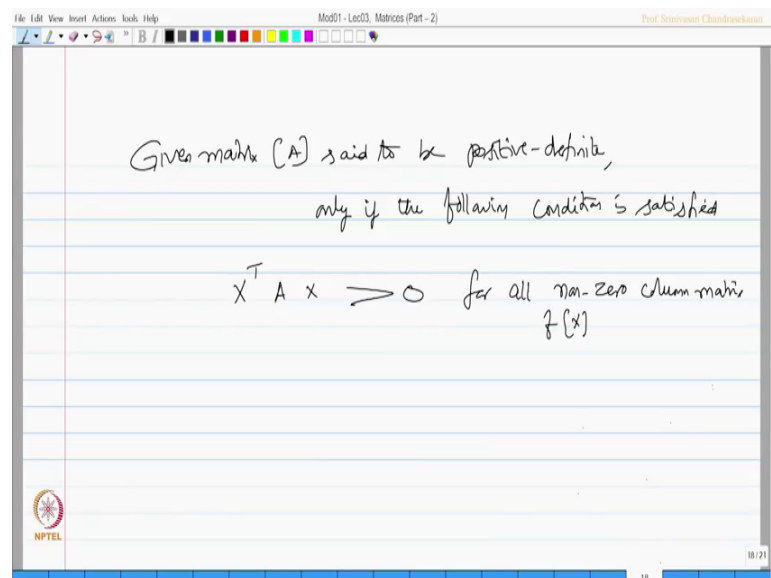 File Edit View Insert Actions Tools Help
Mod01 - Lec03, Matrices (Part - 2)
Prof. Srinivasan Chandrasekaran
B I
Given matrix [A] said to be positive-definite,
only if the following condition is satisfied
X^T A X > 0 for all non-zero column matrix
of [X]
NPTEL
18/21
18